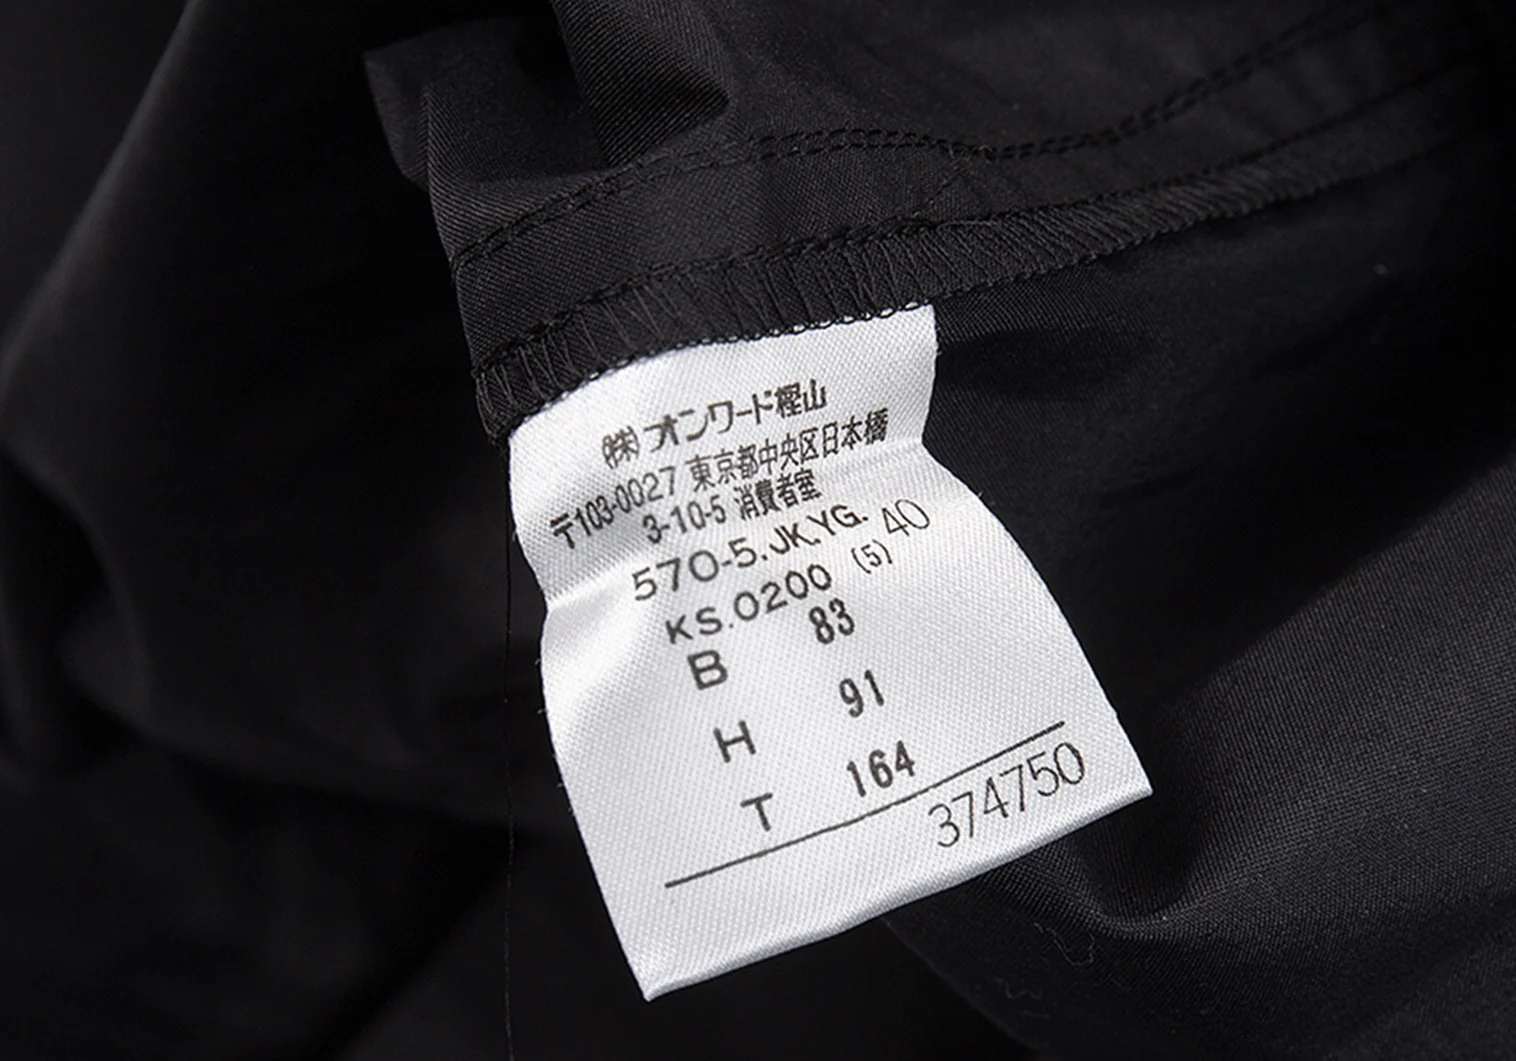 ㈱オンワード樫山
〒103-0027 東京都中央区日本橋
3-10-5 消費者室
570-5.JK.YG. 40
KS.0200 (5)
B 83
H 91
T 164
374750